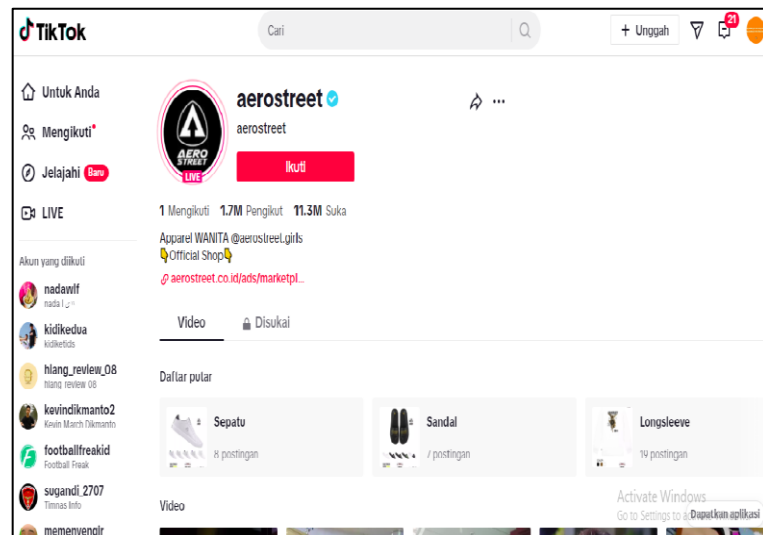 TikTok
Cari
+ Unggah
21
Untuk Anda
Mengikuti
Jelajahi Baru
LIVE
Akun yang diikuti
nadawlf
kidikedua
kidiketids
hlang_review_08
hlang review 08
kevindikmanto2
Kevin March Dikmanto
footballfreakid
Football Freak
sugandi_2707
Timnas Info
AERO
STREET
LIVE
aerostreet
aerostreet
Ikuti
1 Mengikuti 1.7M Pengikut 11.3M Suka
Apparel WANITA @aerostreet.girls
👇Official Shop👇
aerostreet.co.id/ads/marketpl...
Video
Disukai
Daftar putar
Sepatu
8 postingan
Sandal
7 postingan
Longsleeve
19 postingan
Video
Activate Windows
Go to Settings to
Dapatkan aplikasi